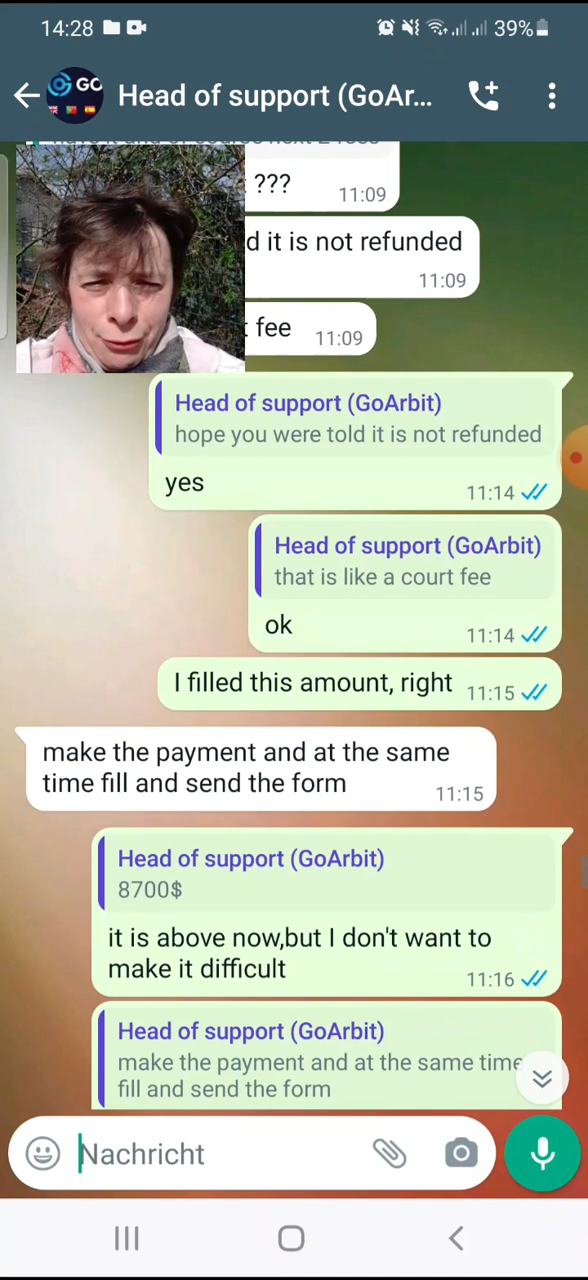 14:28
39%
GO
Head of support (GoAr...
???
11:09
d it is not refunded
11:09
fee
11:09
Head of support (GoArbit)
hope you were told it is not refunded
yes
11:14
Head of support (GoArbit)
that is like a court fee
ok
11:14
I filled this amount, right
11:15
make the payment and at the same
time fill and send the form
11:15
Head of support (GoArbit)
8700$
it is above now,but I don't want to
make it difficult
11:16
Head of support (GoArbit)
make the payment and at the same time
fill and send the form
Nachricht